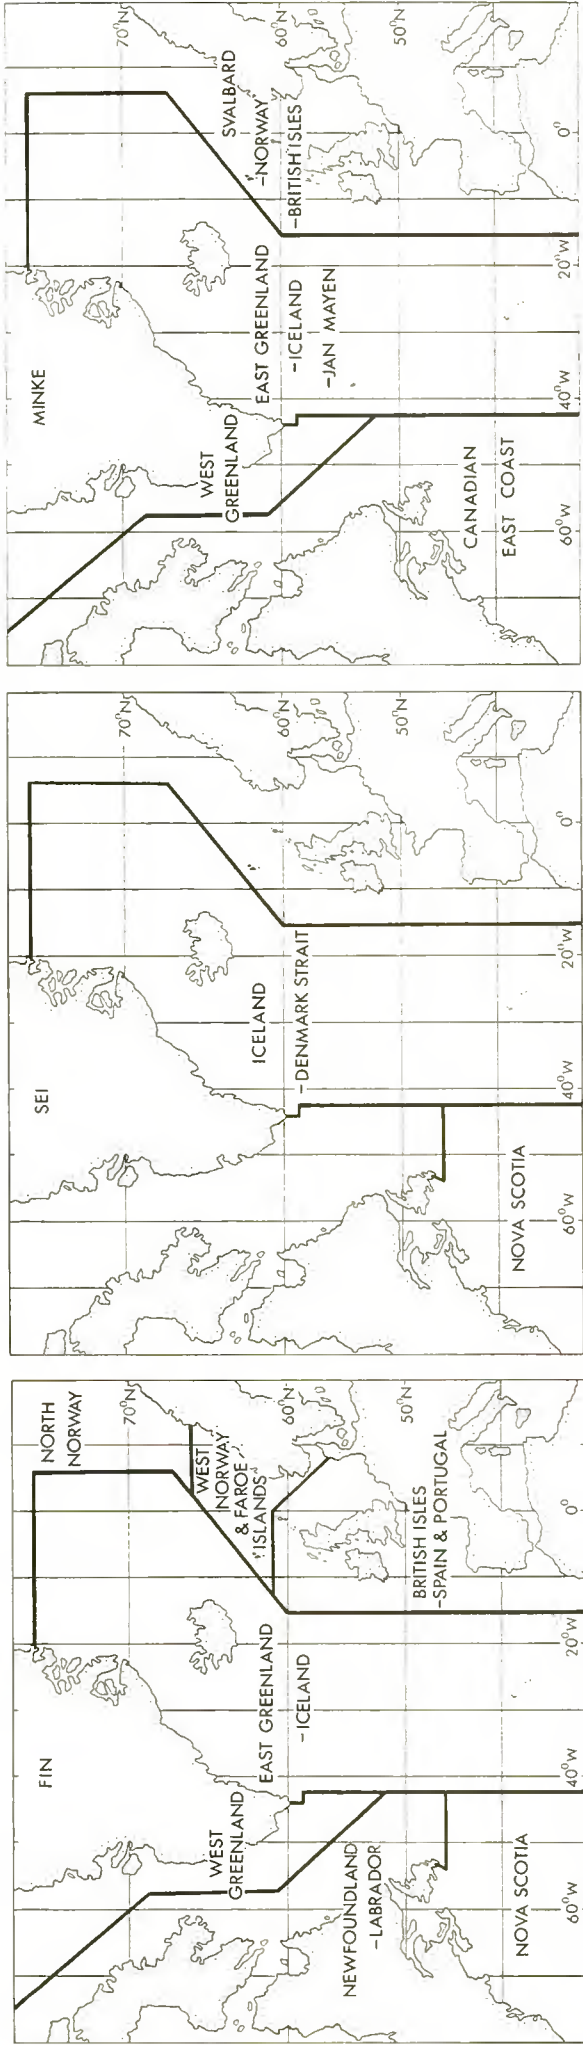 FIN
NORTH
NORWAY
70°N
WEST
NORWAY
& FAROE
ISLANDS
60°N
WEST
GREENLAND
EAST GREENLAND
-ICELAND
NEWFOUNDLAND
-LABRADOR
50°N
BRITISH ISLES
-SPAIN & PORTUGAL
NOVA SCOTIA
60°W
40°W
20°W
0°
SEI
70°N
60°N
ICELAND
-DENMARK STRAIT
50°N
NOVA SCOTIA
60°W
40°W
20°W
0°
MINKE
70°N
SVALBARD
-NORWAY
-BRITISH ISLES
60°N
WEST
GREENLAND
EAST GREENLAND
-ICELAND
-JAN MAYEN
50°N
CANADIAN
EAST COAST
60°W
40°W
20°W
0°